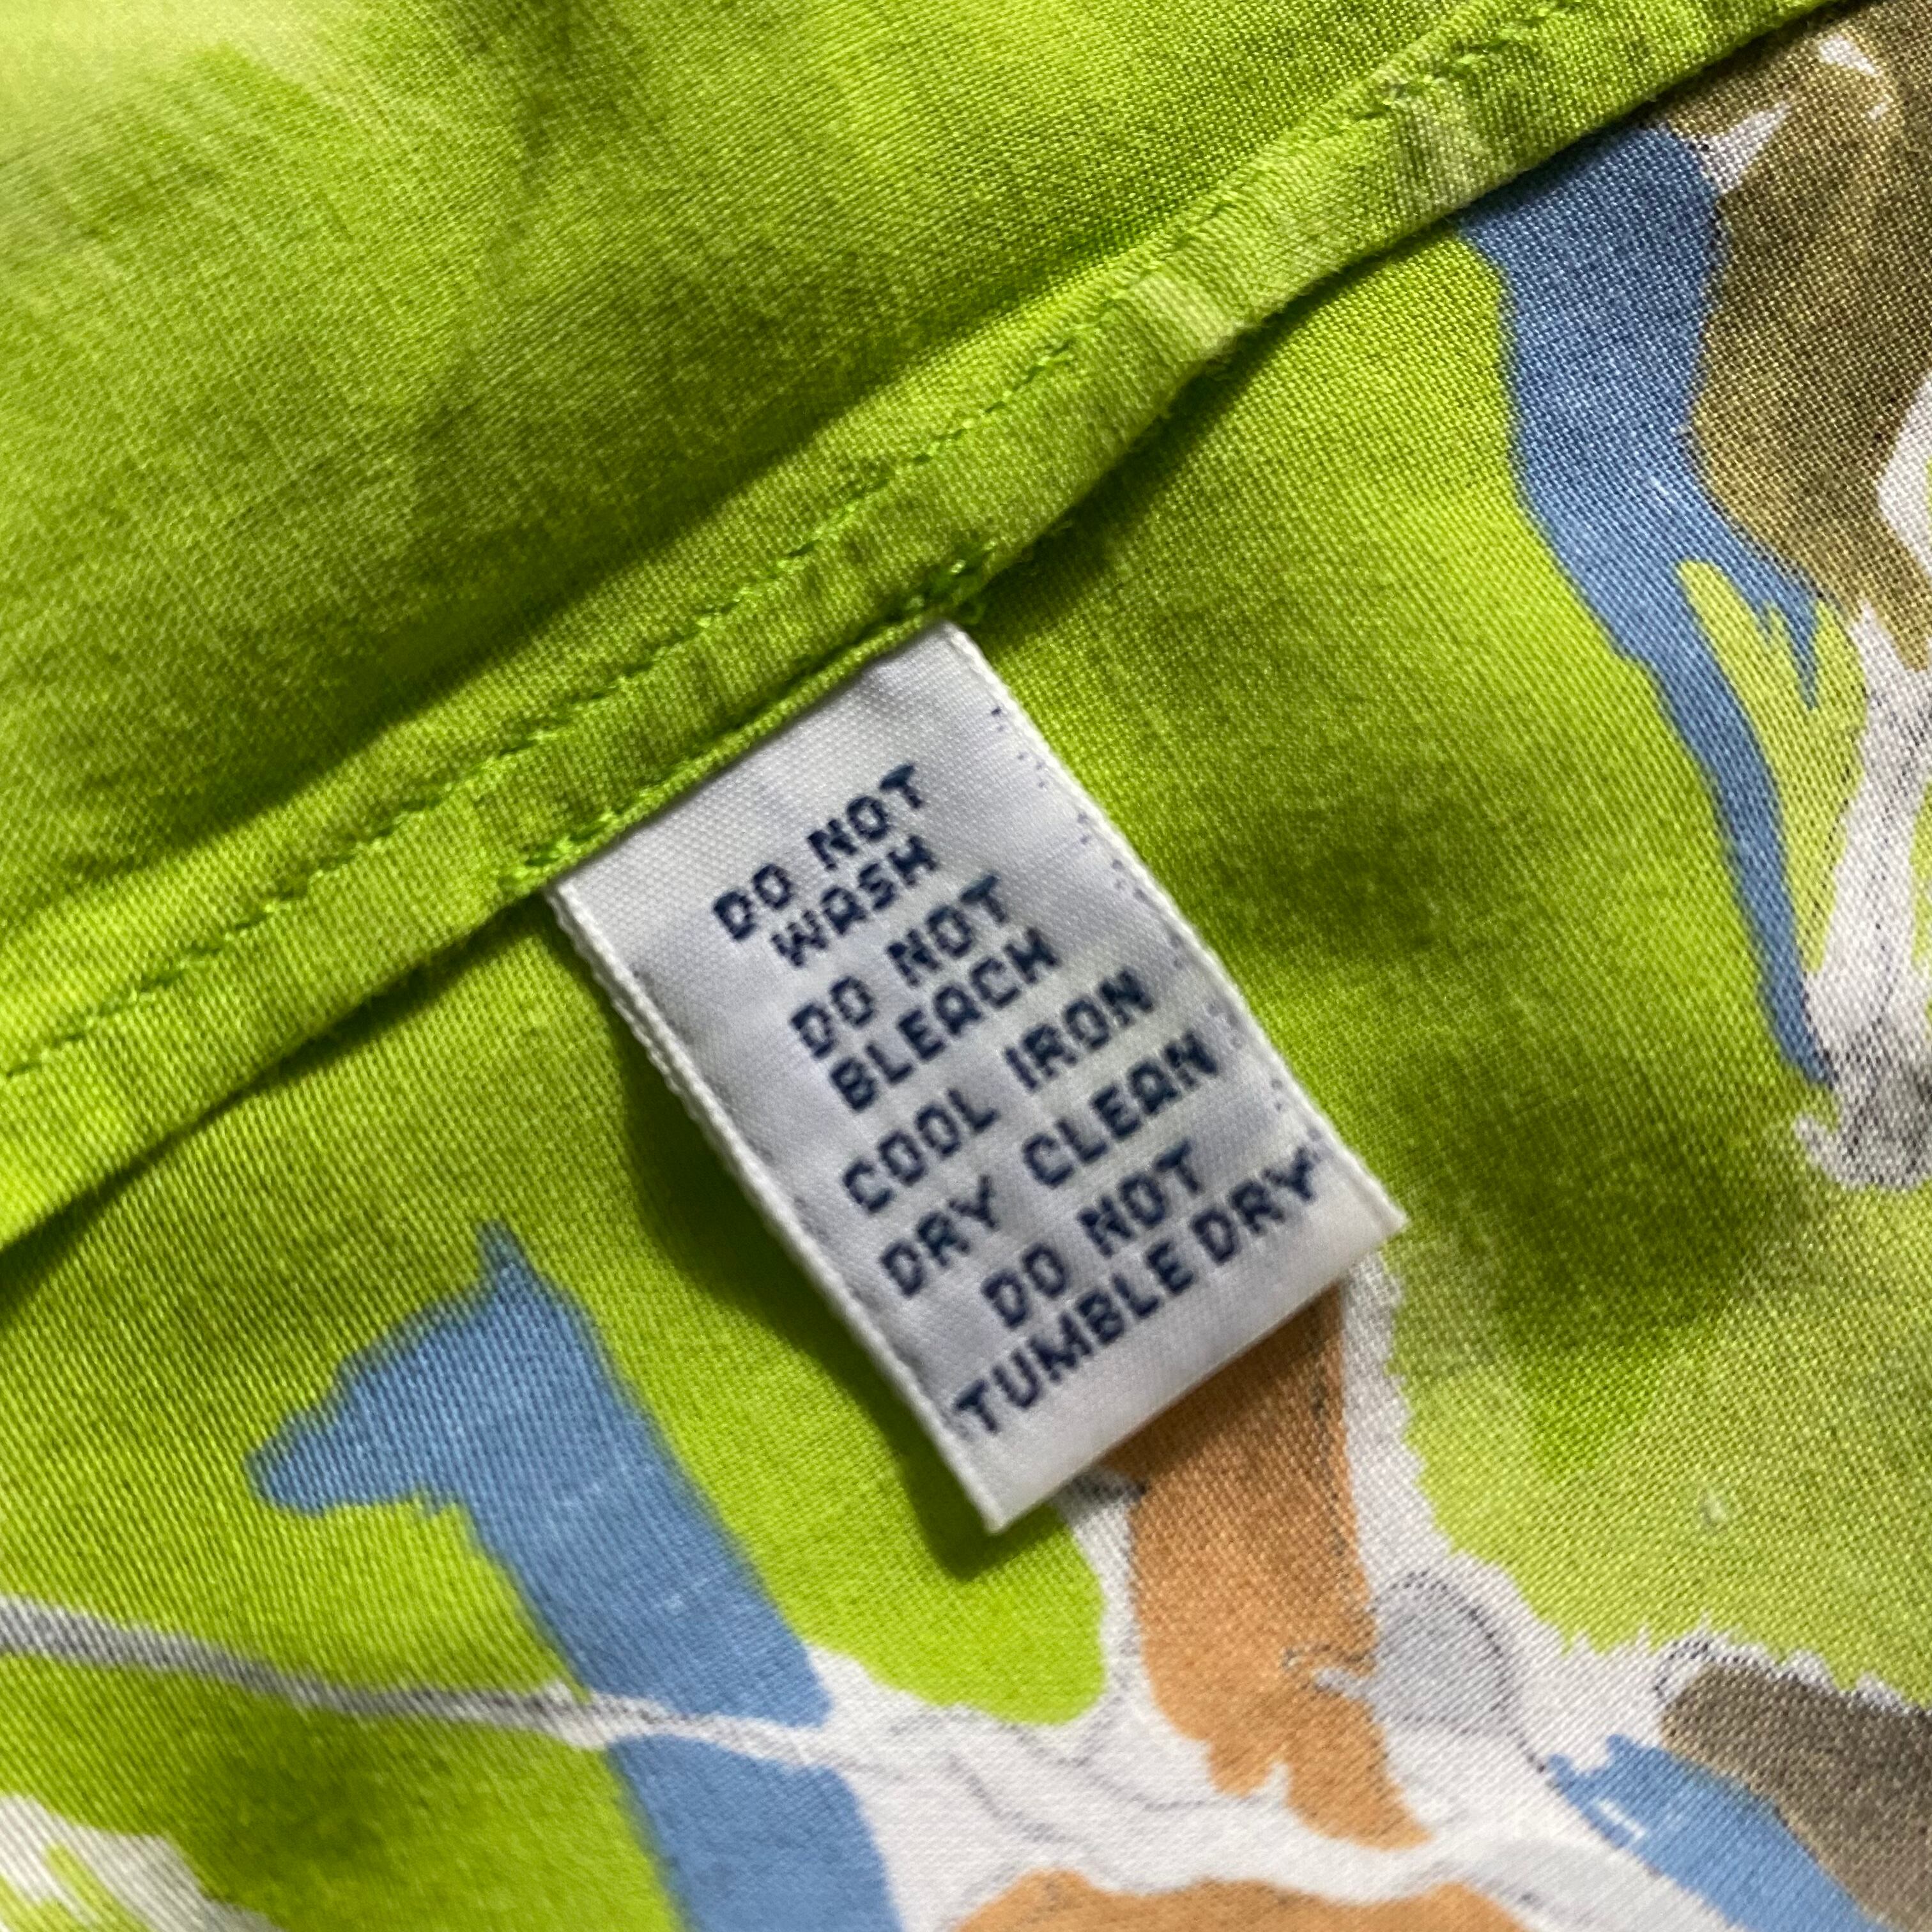 DO NOT
WASH
DO NOT
BLEACH
COOL IRON
DRY CLEAN
DO NOT
TUMBLE DRY